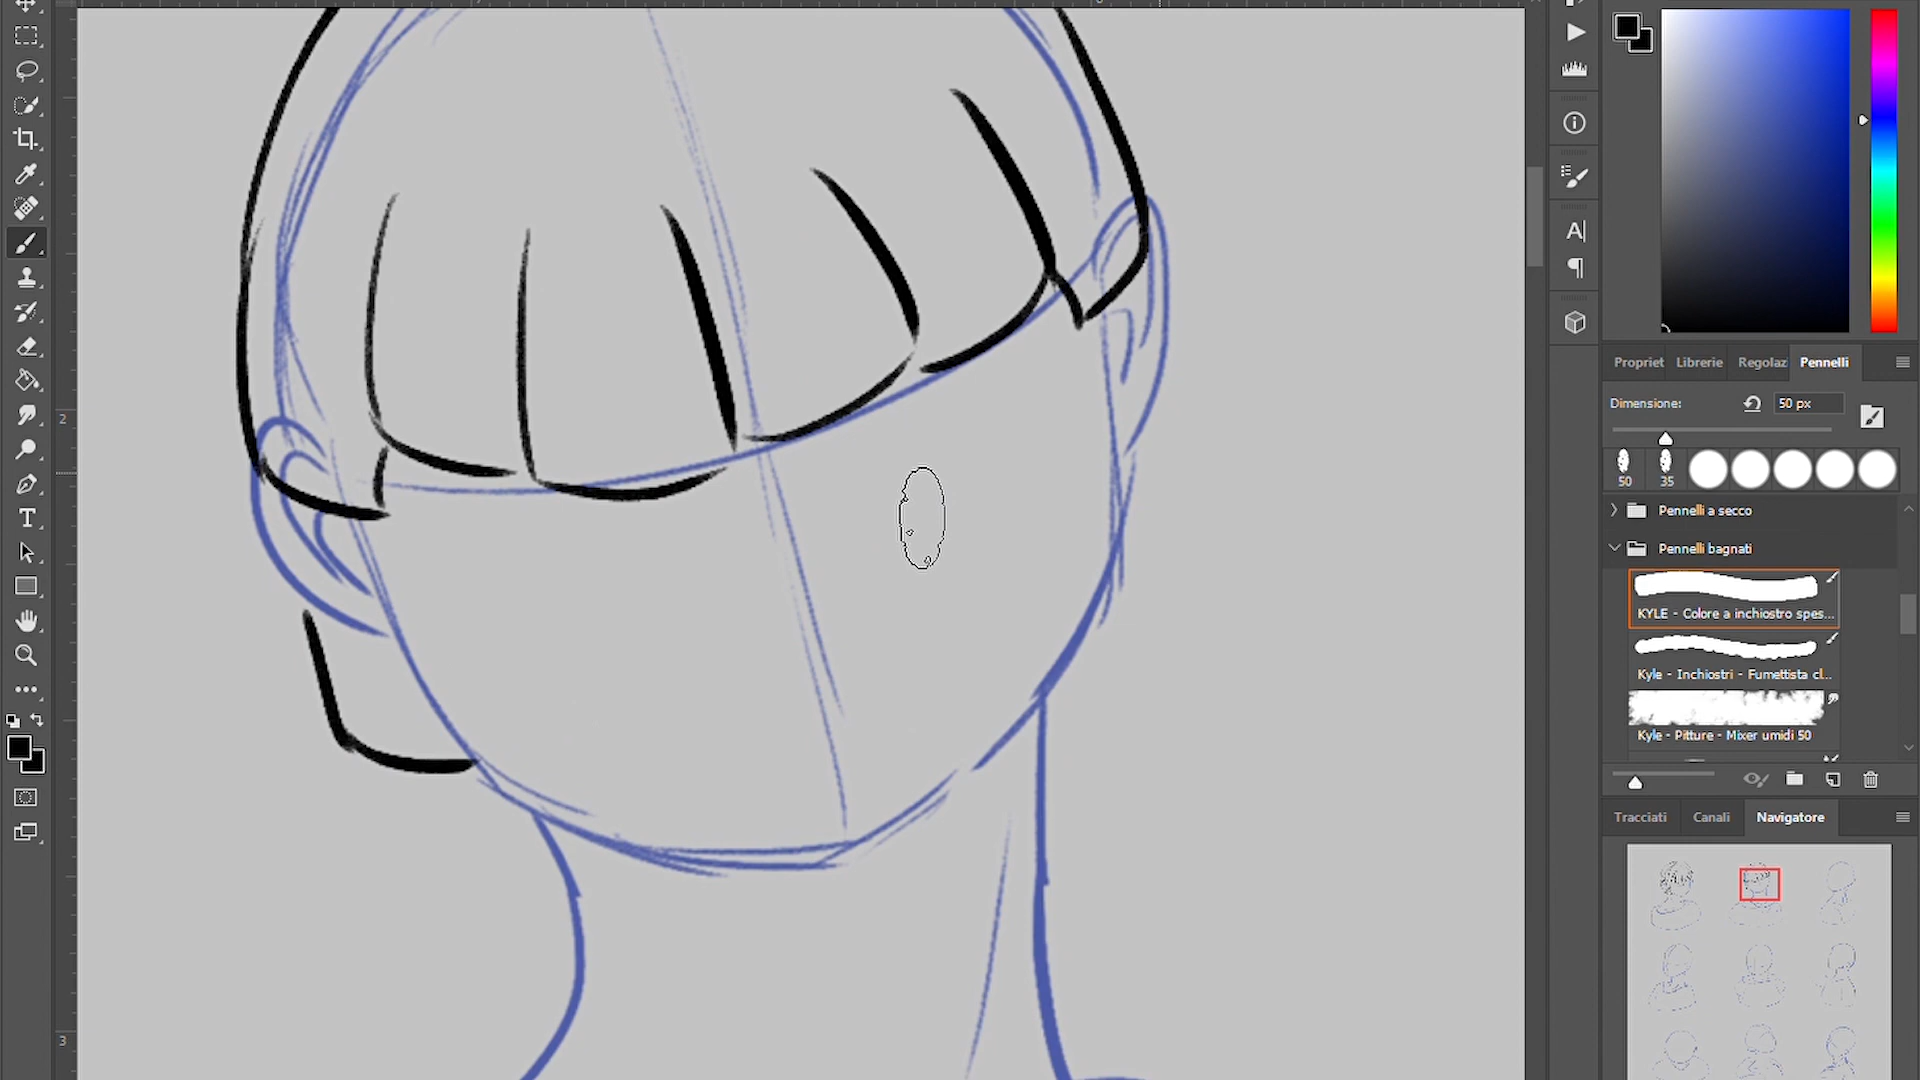 Propriet Librerie Regolaz Pennelli
Dimensione: 50 px
50 35
Pennelli a secco
Pennelli bagnati
KYLE - Colore a inchiostro spes...
Kyle - Inchiostri - Fumettista cl...
Kyle - Pitture - Mixer umidi 50
Tracciati Canali Navigatore
2
3